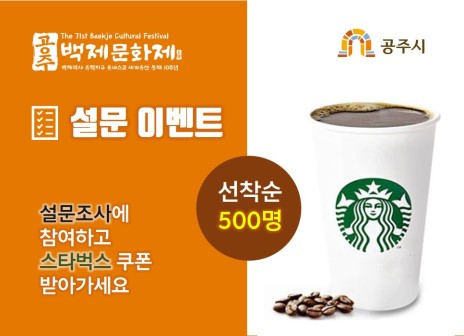 The 71st Baekje Cultural Festival
공주
백제문화제
공주시
설문 이벤트
선착순
500명
설문조사에
참여하고
스타벅스 쿠폰
받아가세요